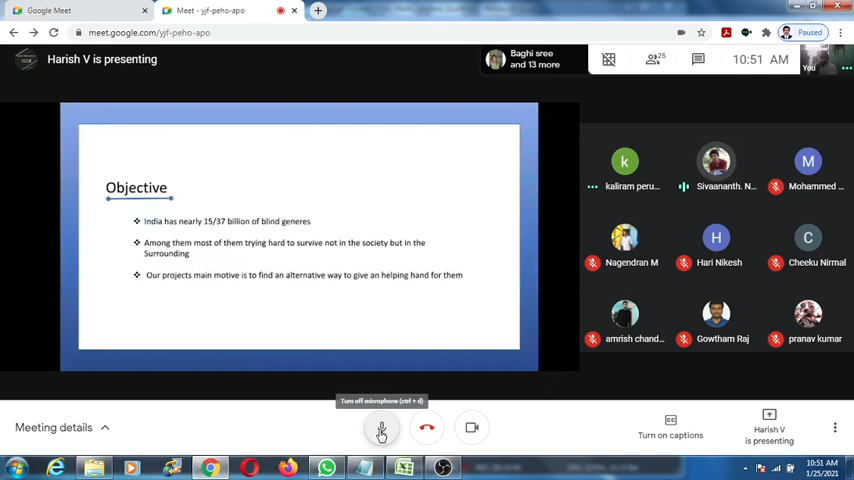 Google Meet
Meet - yjf-peho-apo
meet.google.com/yjf-peho-apo
Paused
Harish V is presenting
Baghi sree
and 13 more
25
10:51 AM
You
Objective
India has nearly 15/37 billion of blind generes
Among them most of them trying hard to survive not in the society but in the
Surrounding
Our projects main motive is to find an alternative way to give an helping hand for them
k
kaliram peru...
Sivaananth. N...
M
Mohammed ...
Nagendran M
H
Hari Nikesh
C
Cheeku Nirmal
amrish chand...
Gowtham Raj
pranav kumar
Turn off microphone (ctrl + d)
Meeting details
Turn on captions
Harish V
is presenting
10:51 AM
1/25/2021